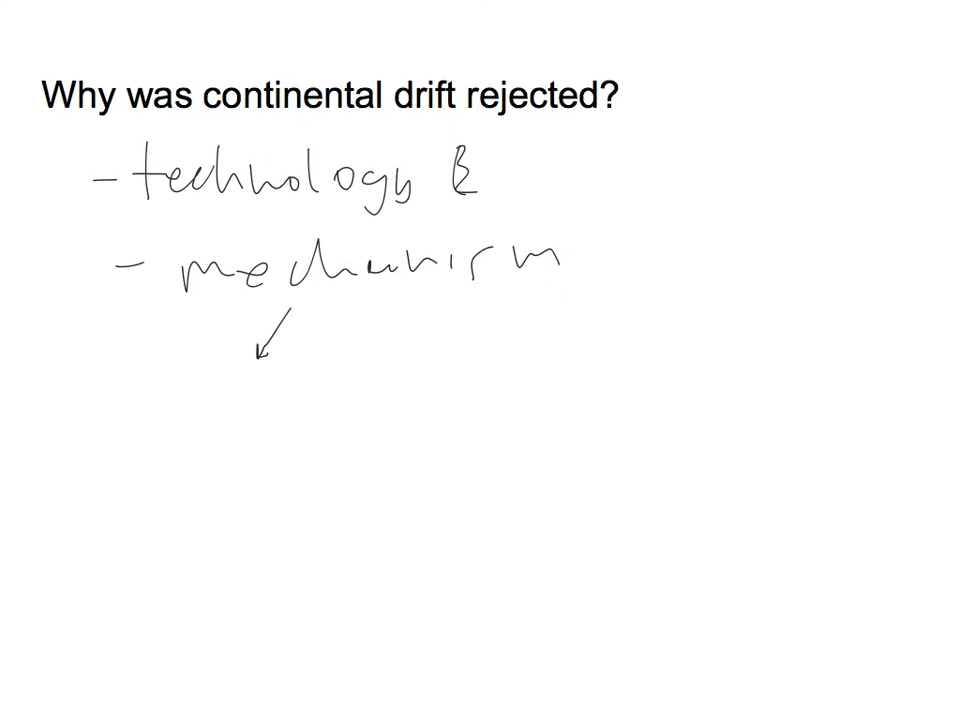 Why was continental drift rejected?
- technology &
- mechanism